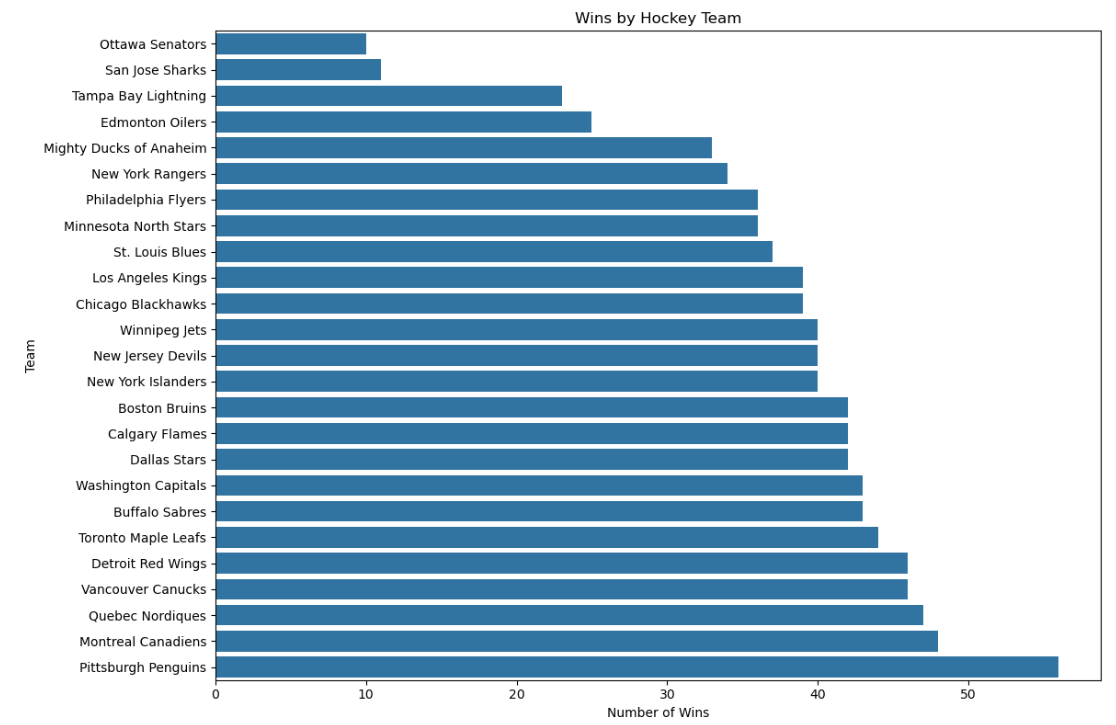 Wins by Hockey Team
Ottawa Senators
San Jose Sharks
Tampa Bay Lightning
Edmonton Oilers
Mighty Ducks of Anaheim
New York Rangers
Philadelphia Flyers
Minnesota North Stars
St. Louis Blues
Los Angeles Kings
Chicago Blackhawks
Winnipeg Jets
New Jersey Devils
New York Islanders
Boston Bruins
Calgary Flames
Dallas Stars
Washington Capitals
Buffalo Sabres
Toronto Maple Leafs
Detroit Red Wings
Vancouver Canucks
Quebec Nordiques
Montreal Canadiens
Pittsburgh Penguins
Team
0 10 20 30 40 50
Number of Wins